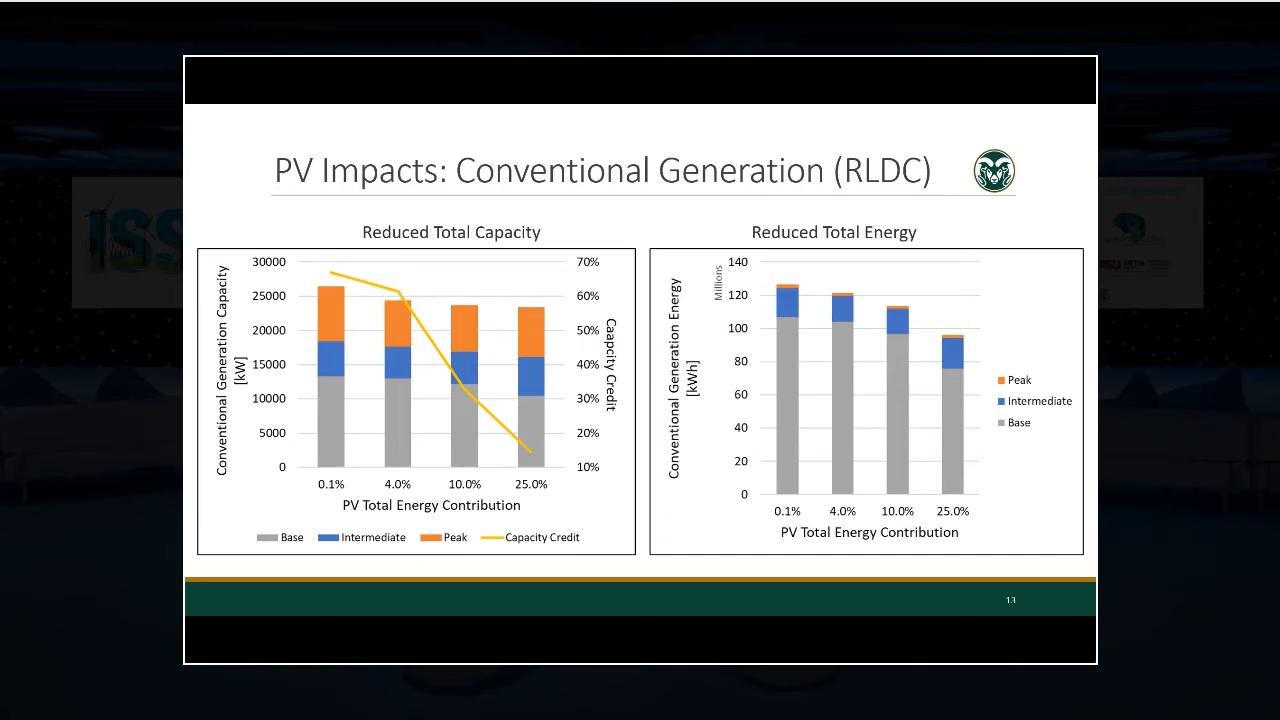 PV Impacts: Conventional Generation (RLDC)
Reduced Total Capacity
Conventional Generation Capacity
[kW]
30000
25000
20000
15000
10000
5000
0
70%
60%
50%
40%
30%
20%
10%
Caapcity Credit
0.1% 4.0% 10.0% 25.0%
PV Total Energy Contribution
Base Intermediate Peak Capacity Credit
Reduced Total Energy
Conventional Generation Energy
[kWh]
Millions
140
120
100
80
60
40
20
0
0.1% 4.0% 10.0% 25.0%
PV Total Energy Contribution
Peak
Intermediate
Base
13